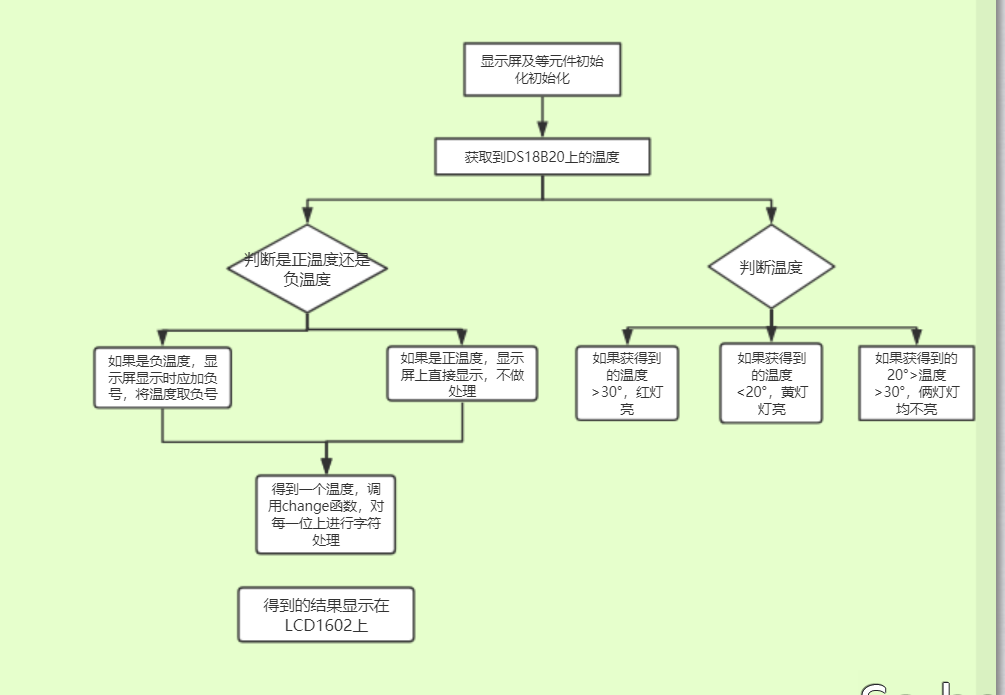 显示屏及等元件初始
化初始化
获取到DS18B20上的温度
判断是正温度还是
负温度
判断温度
如果是负温度，显
示屏显示时应加负
号，将温度取负号
如果是正温度，显示
屏上直接显示，不做
处理
如果获得到
的温度
>30°，红灯
亮
如果获得到
的温度
<20°，黄灯
灯亮
如果获得到的
20°>温度
>30°，俩灯灯
均不亮
得到一个温度，调
用change函数，对
每一位上进行字符
处理
得到的结果显示在
LCD1602上